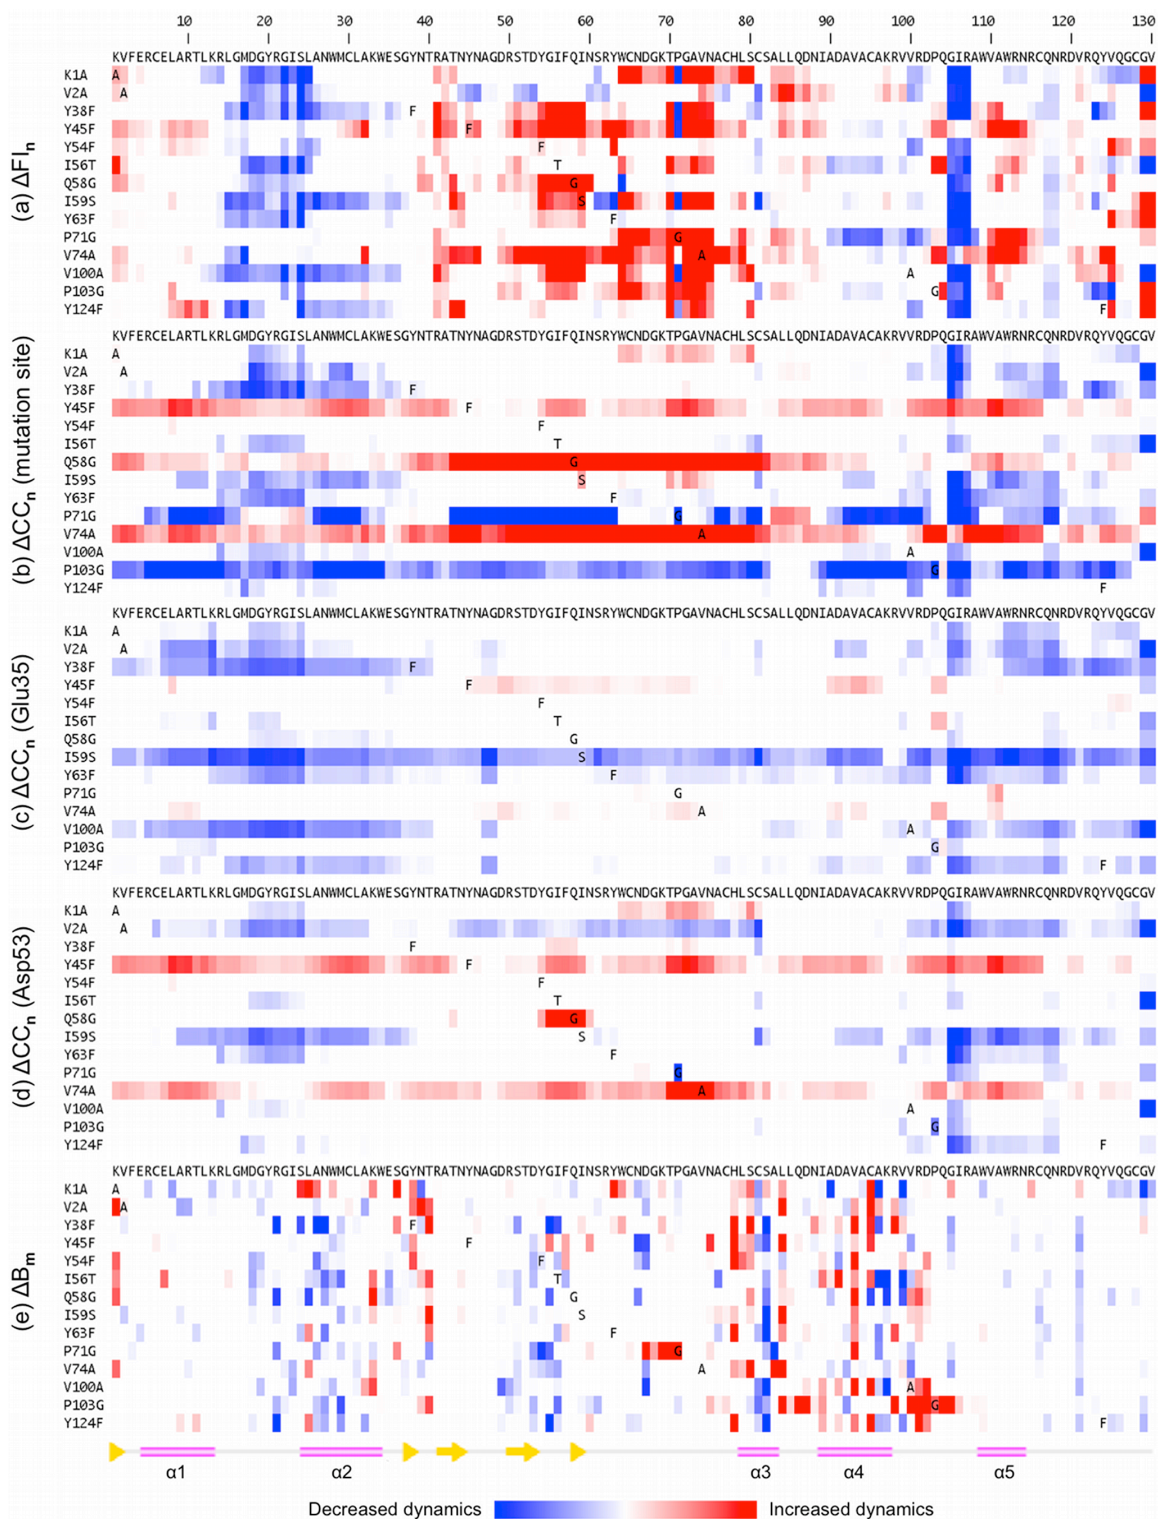 10 20 30 40 50 60 70 80 90 100 110 120 130
(a) ΔFIn
KVFERCELARTLKRLGMDGYRGISLANWMCLAKWESGYNTRATNYNAGDRSTDYGIFQINSRYWCNDGKTPGAVNACHLSCSALLQDNIADAVACAKRVVRDPQGIRAWVAWRNRCQNRDVRQYVQGCGV
K1A A
V2A A
Y38F F
Y45F F
Y54F F
I56T T
Q58G G
I59S S
Y63F F
P71G G
V74A A
V100A A
P103G G
Y124F F
(b) ΔCCn (mutation site)
KVFERCELARTLKRLGMDGYRGISLANWMCLAKWESGYNTRATNYNAGDRSTDYGIFQINSRYWCNDGKTPGAVNACHLSCSALLQDNIADAVACAKRVVRDPQGIRAWVAWRNRCQNRDVRQYVQGCGV
K1A A
V2A A
Y38F F
Y45F F
Y54F F
I56T T
Q58G G
I59S S
Y63F F
P71G G
V74A A
V100A A
P103G G
Y124F F
(c) ΔCCn (Glu35)
KVFERCELARTLKRLGMDGYRGISLANWMCLAKWESGYNTRATNYNAGDRSTDYGIFQINSRYWCNDGKTPGAVNACHLSCSALLQDNIADAVACAKRVVRDPQGIRAWVAWRNRCQNRDVRQYVQGCGV
K1A A
V2A A
Y38F F
Y45F F
Y54F F
I56T T
Q58G G
I59S S
Y63F F
P71G G
V74A A
V100A A
P103G G
Y124F F
(d) ΔCCn (Asp53)
KVFERCELARTLKRLGMDGYRGISLANWMCLAKWESGYNTRATNYNAGDRSTDYGIFQINSRYWCNDGKTPGAVNACHLSCSALLQDNIADAVACAKRVVRDPQGIRAWVAWRNRCQNRDVRQYVQGCGV
K1A A
V2A A
Y38F F
Y45F F
Y54F F
I56T T
Q58G G
I59S S
Y63F F
P71G G
V74A A
V100A A
P103G G
Y124F F
(e) ΔBm
KVFERCELARTLKRLGMDGYRGISLANWMCLAKWESGYNTRATNYNAGDRSTDYGIFQINSRYWCNDGKTPGAVNACHLSCSALLQDNIADAVACAKRVVRDPQGIRAWVAWRNRCQNRDVRQYVQGCGV
K1A A
V2A A
Y38F F
Y45F F
Y54F F
I56T T
Q58G G
I59S S
Y63F F
P71G G
V74A A
V100A A
P103G G
Y124F F
α1 α2 α3 α4 α5
Decreased dynamics Increased dynamics